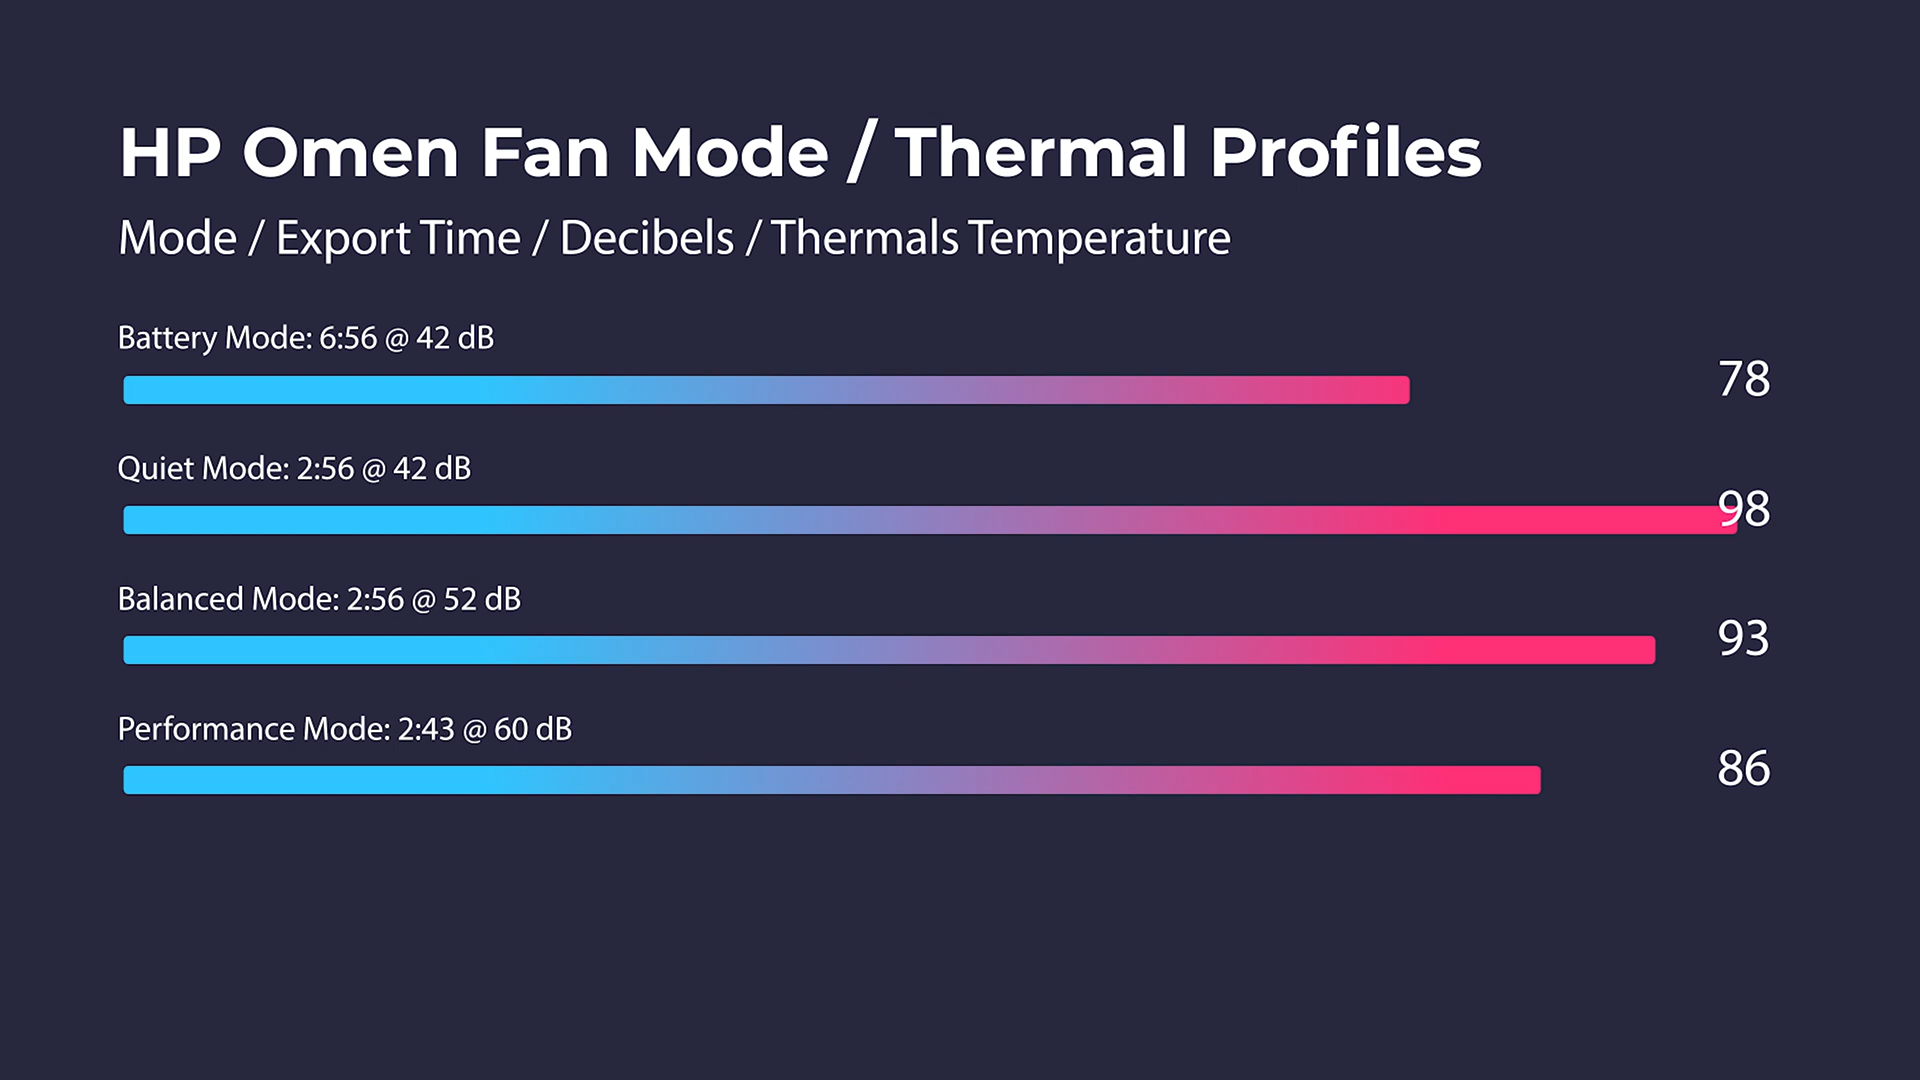 HP Omen Fan Mode / Thermal Profiles
Mode / Export Time / Decibels / Thermals Temperature
Battery Mode: 6:56 @ 42 dB
78
Quiet Mode: 2:56 @ 42 dB
98
Balanced Mode: 2:56 @ 52 dB
93
Performance Mode: 2:43 @ 60 dB
86